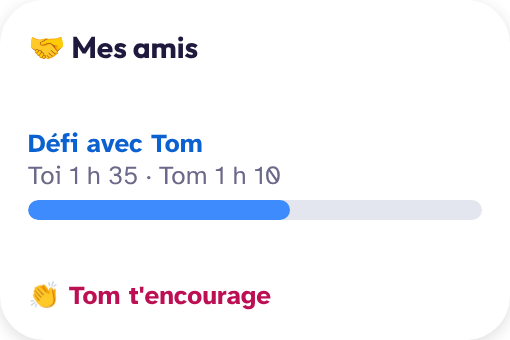 🤝 Mes amis
Défi avec Tom
Toi 1 h 35 · Tom 1 h 10
👏 Tom t'encourage